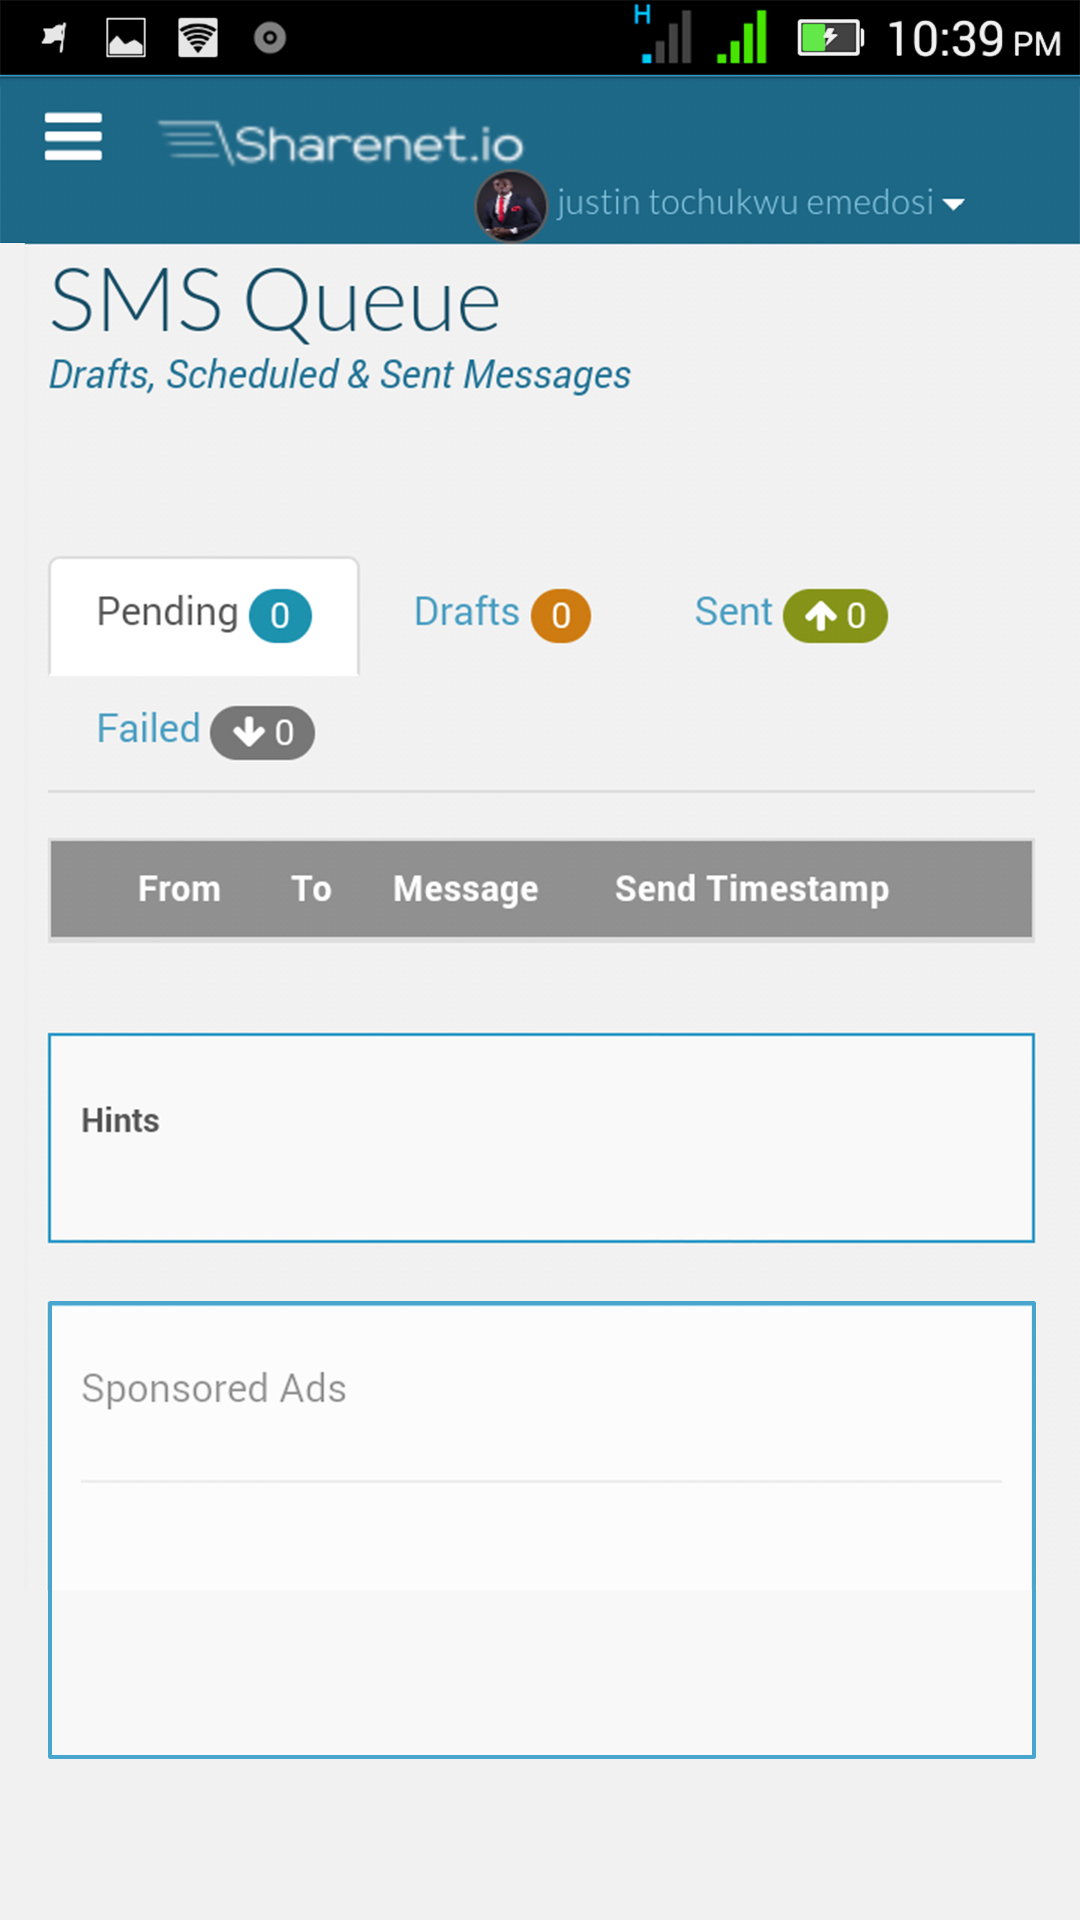 H
10:39 PM
Sharenet.io
justin tochukwu emedosi
SMS Queue
Drafts, Scheduled & Sent Messages
Pending 0
Drafts 0
Sent 0
Failed 0
From To Message Send Timestamp
Hints
Sponsored Ads